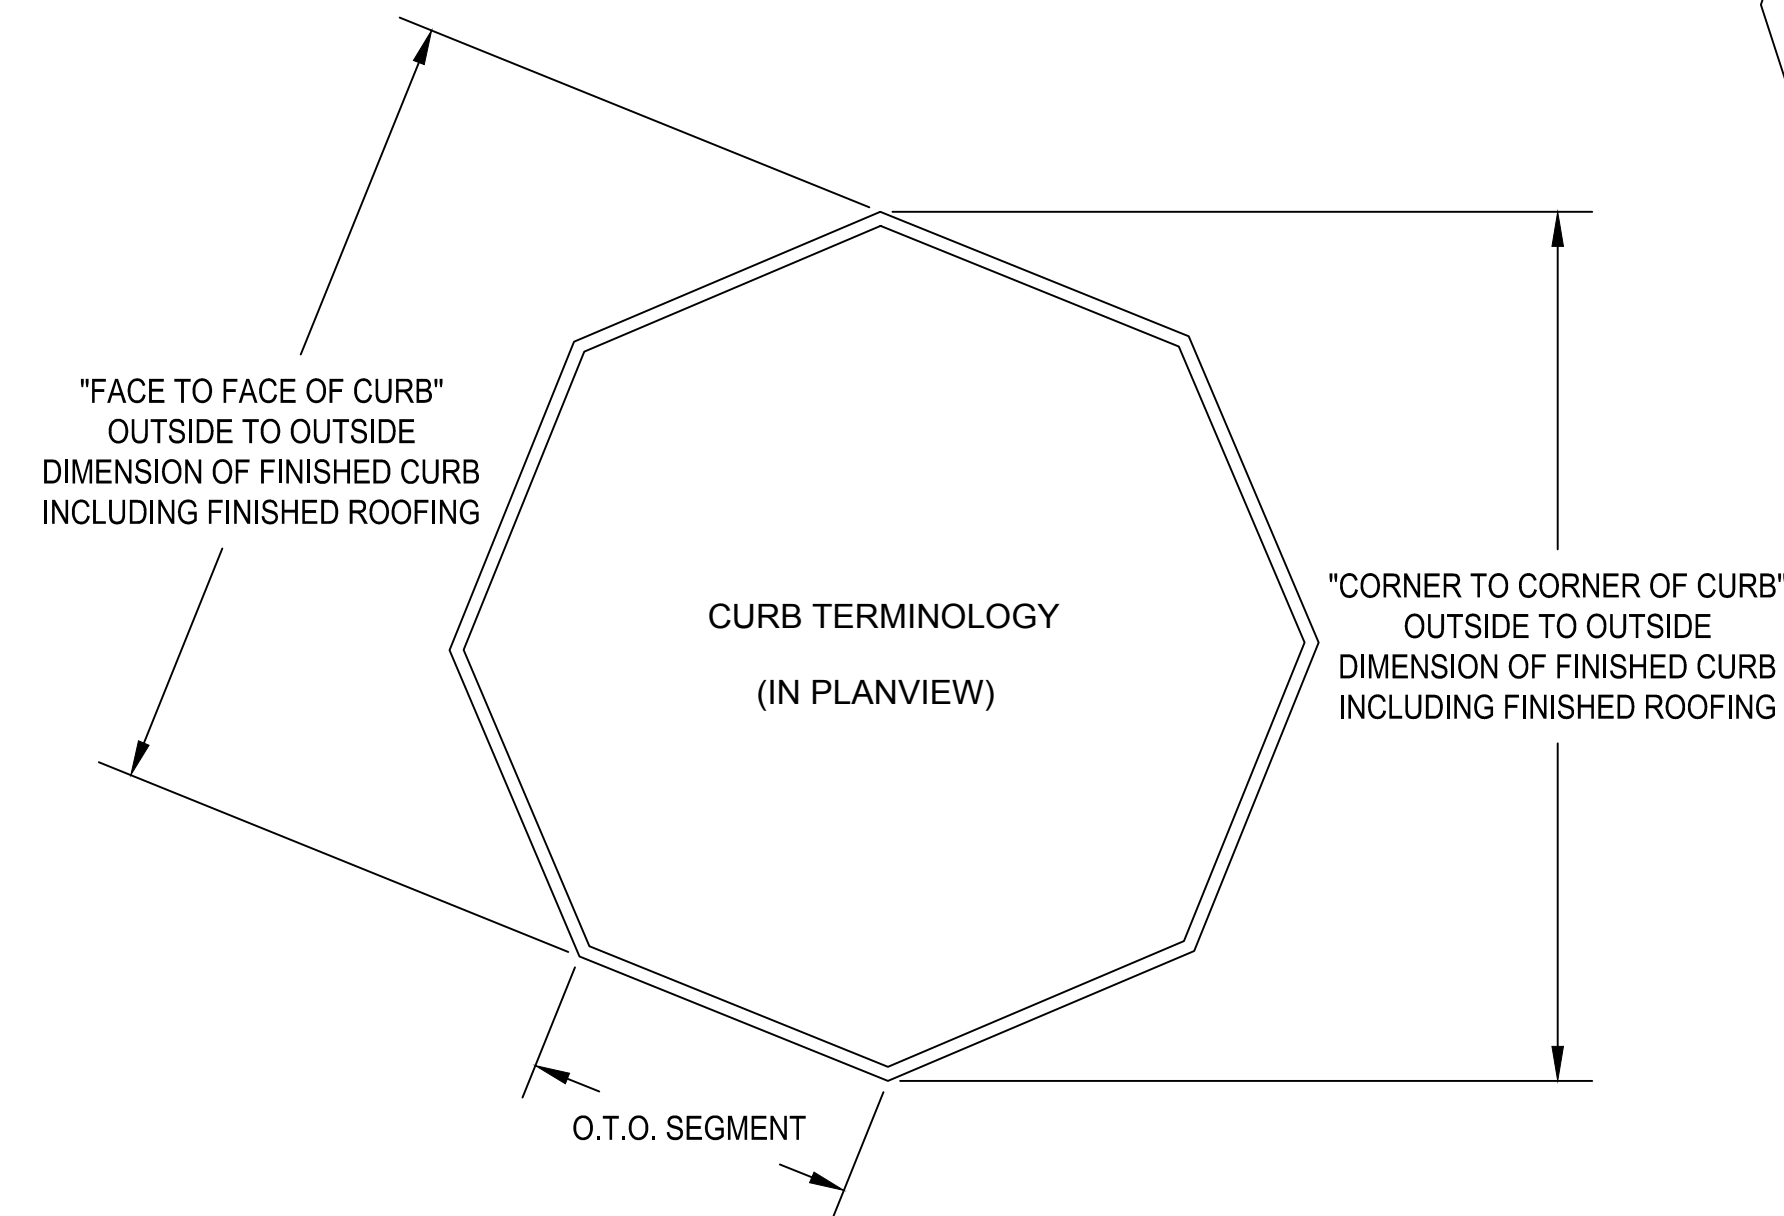 "FACE TO FACE OF CURB"
OUTSIDE TO OUTSIDE
DIMENSION OF FINISHED CURB
INCLUDING FINISHED ROOFING
CURB TERMINOLOGY
(IN PLANVIEW)
"CORNER TO CORNER OF CURB"
OUTSIDE TO OUTSIDE
DIMENSION OF FINISHED CURB
INCLUDING FINISHED ROOFING
O.T.O. SEGMENT